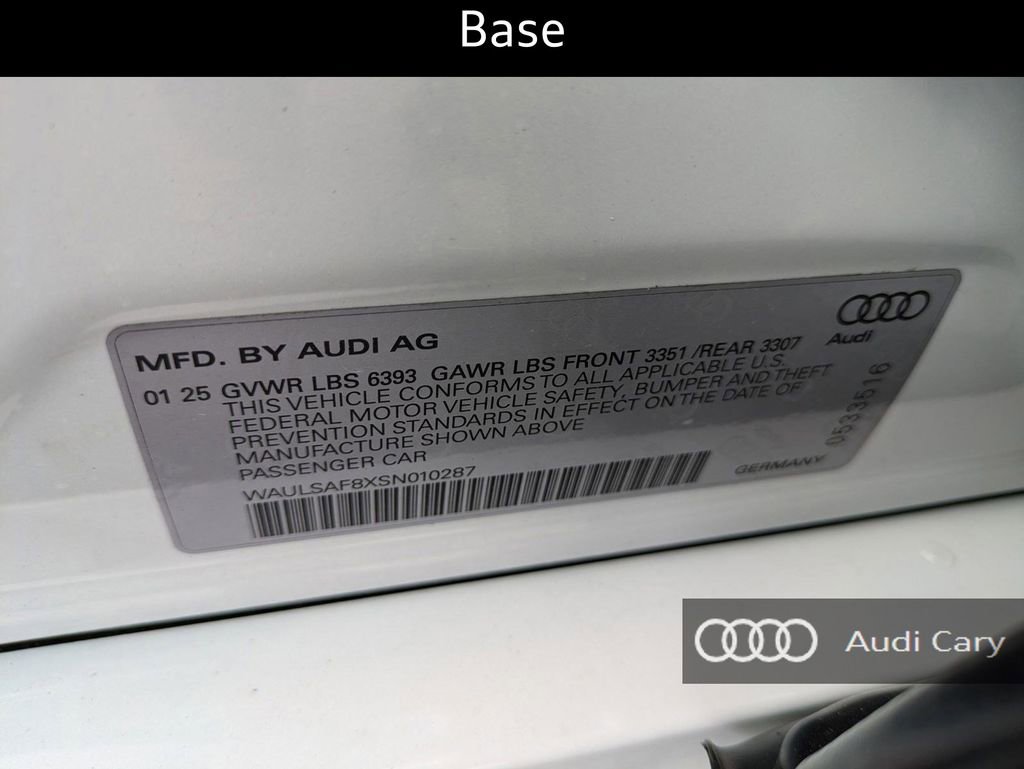 Base
MFD. BY AUDI AG
Audi
01 25 GVWR LBS 6393 GAWR LBS FRONT 3351 /REAR 3307
THIS VEHICLE CONFORMS TO ALL APPLICABLE U.S.
FEDERAL MOTOR VEHICLE SAFETY, BUMPER AND THEFT
PREVENTION STANDARDS IN EFFECT ON THE DATE OF
MANUFACTURE SHOWN ABOVE
PASSENGER CAR
0533516
WAULSAF8XSN010287
GERMANY
Audi Cary